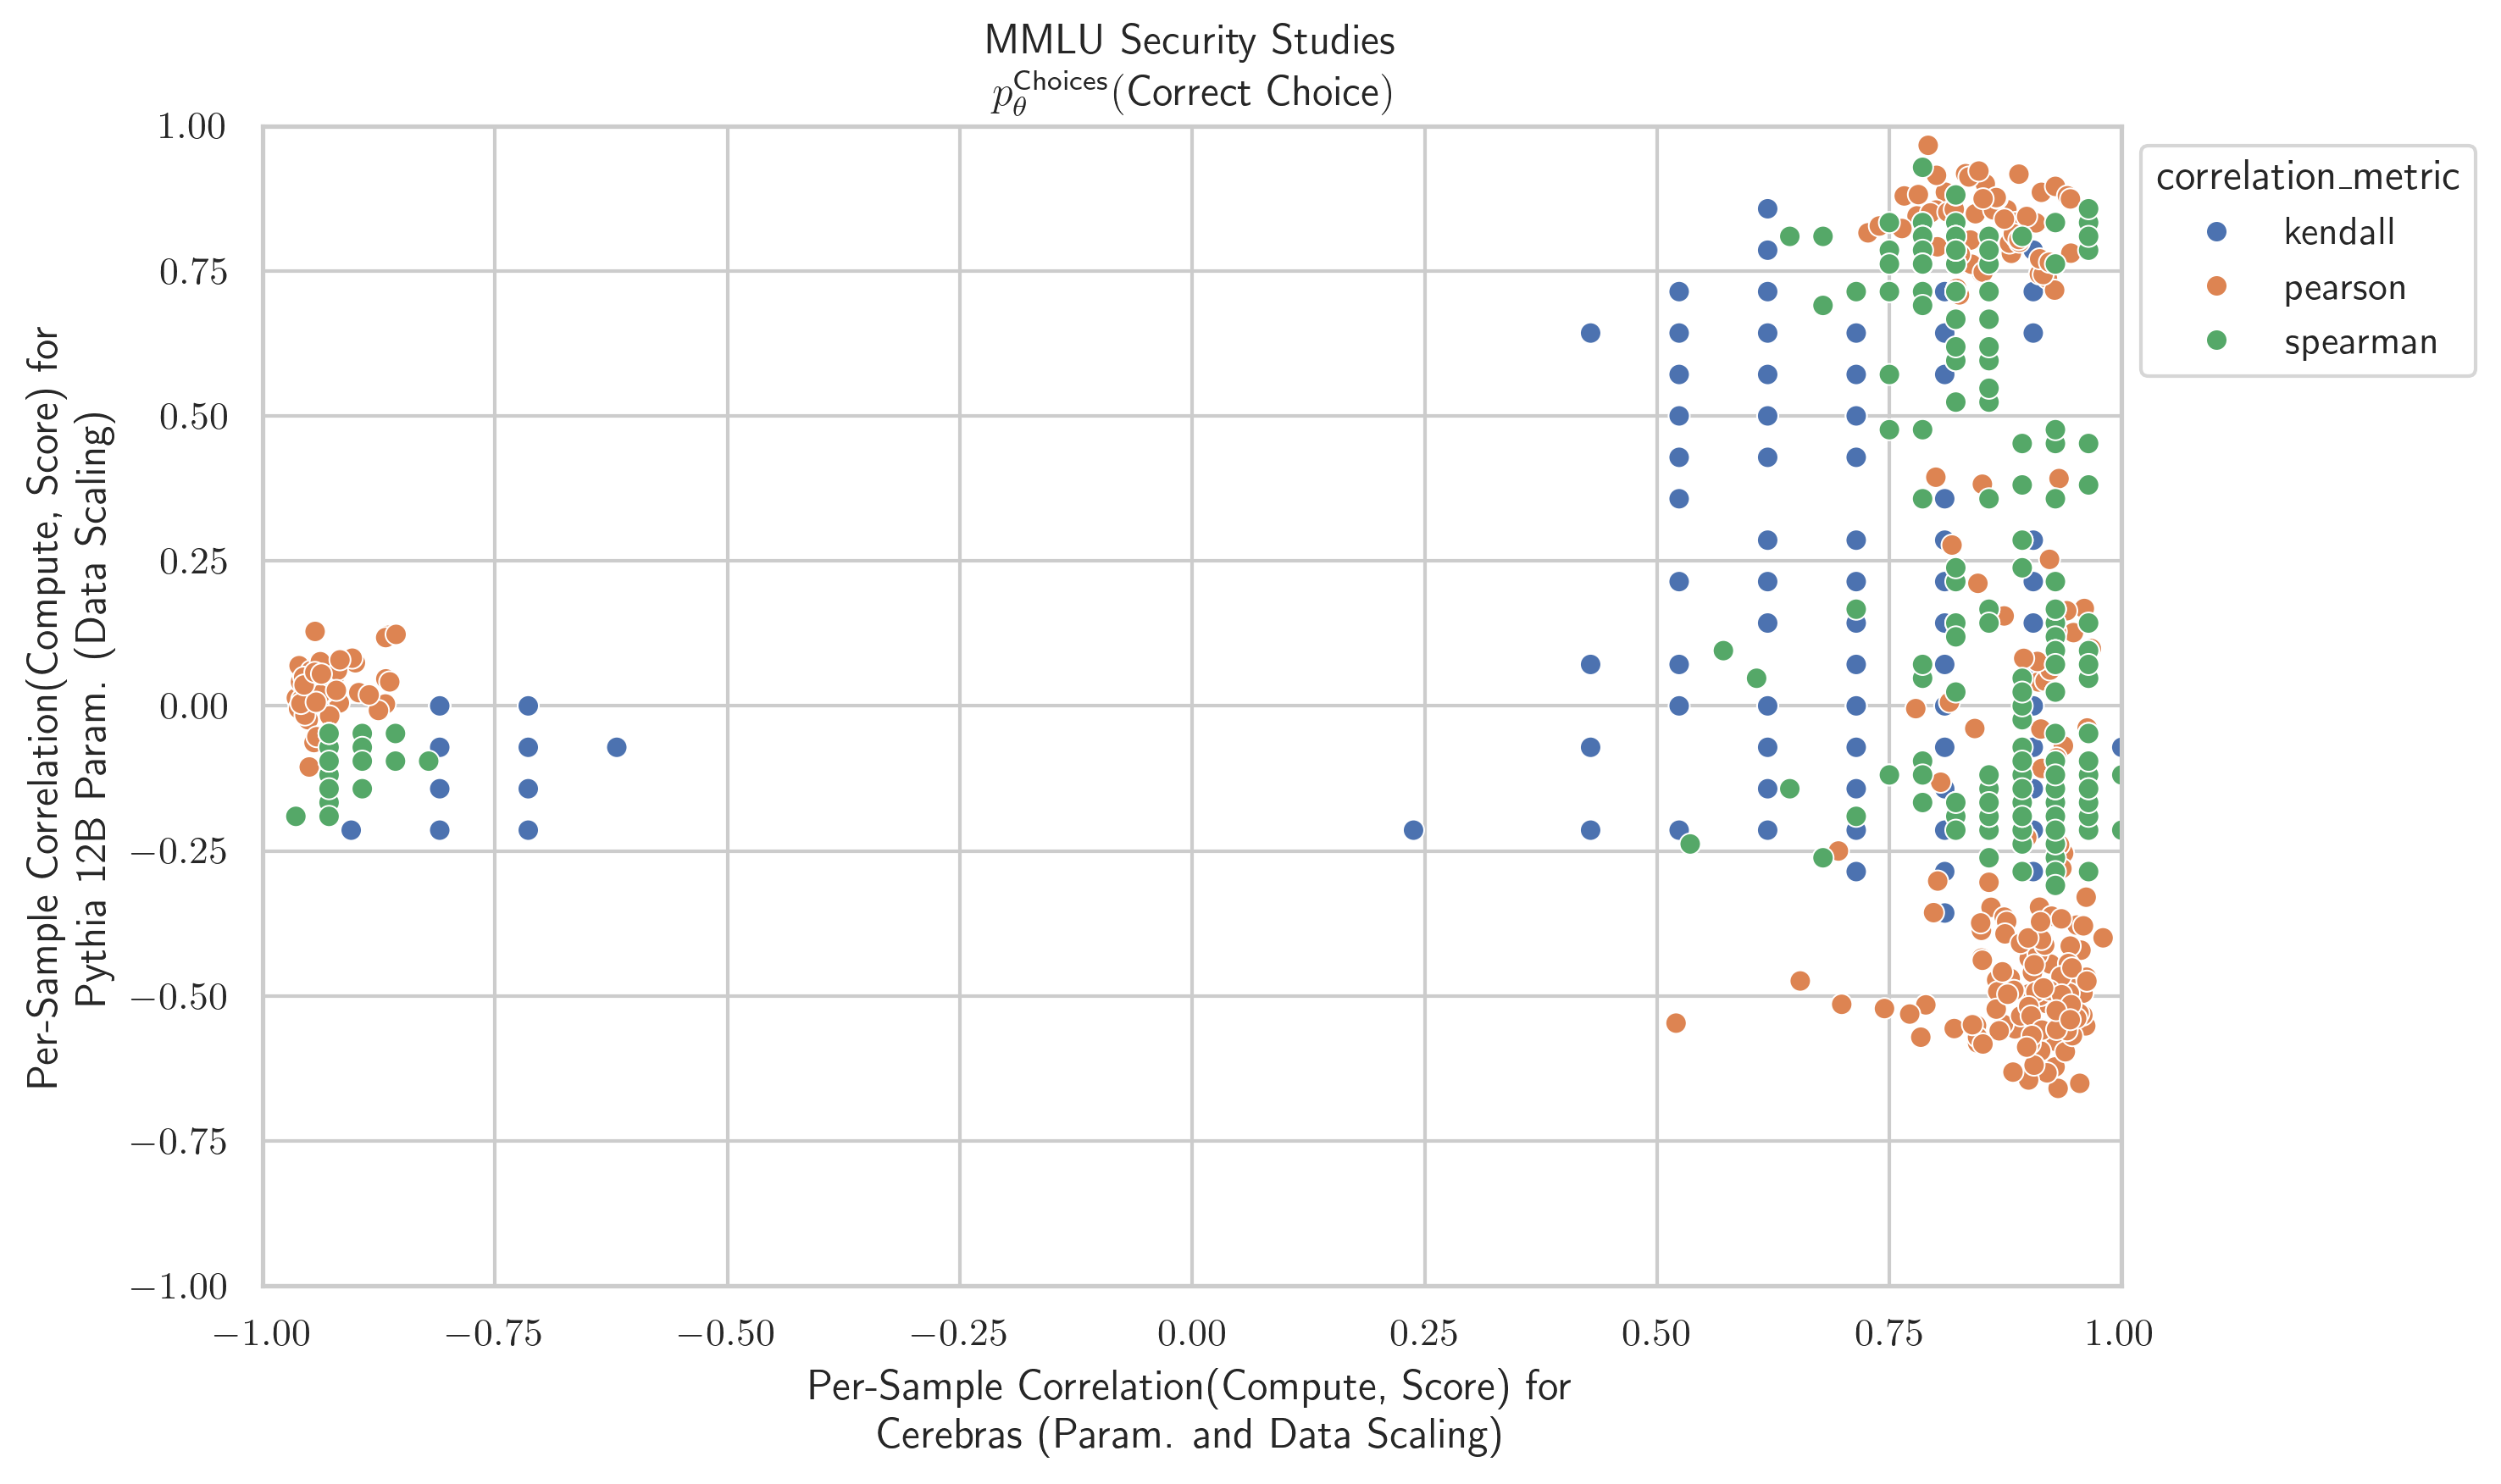 MMLU Security Studies
p_θ^Choices(Correct Choice)
1.00
0.75
0.50
0.25
0.00
−0.25
−0.50
−0.75
−1.00
Per-Sample Correlation(Compute, Score) for
Pythia 12B Param. (Data Scaling)
−1.00 −0.75 −0.50 −0.25 0.00 0.25 0.50 0.75 1.00
Per-Sample Correlation(Compute, Score) for
Cerebras (Param. and Data Scaling)
correlation_metric
kendall
pearson
spearman